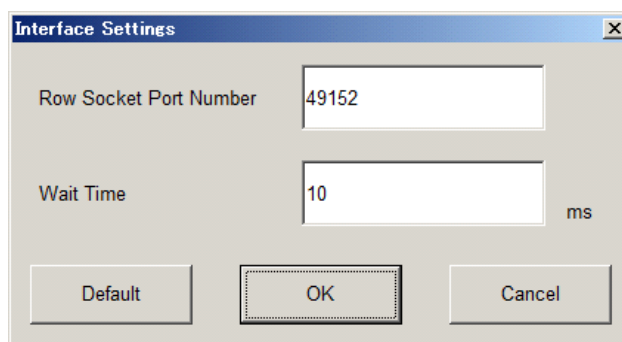 Interface Settings
Row Socket Port Number 49152
Wait Time 10 ms
Default OK Cancel